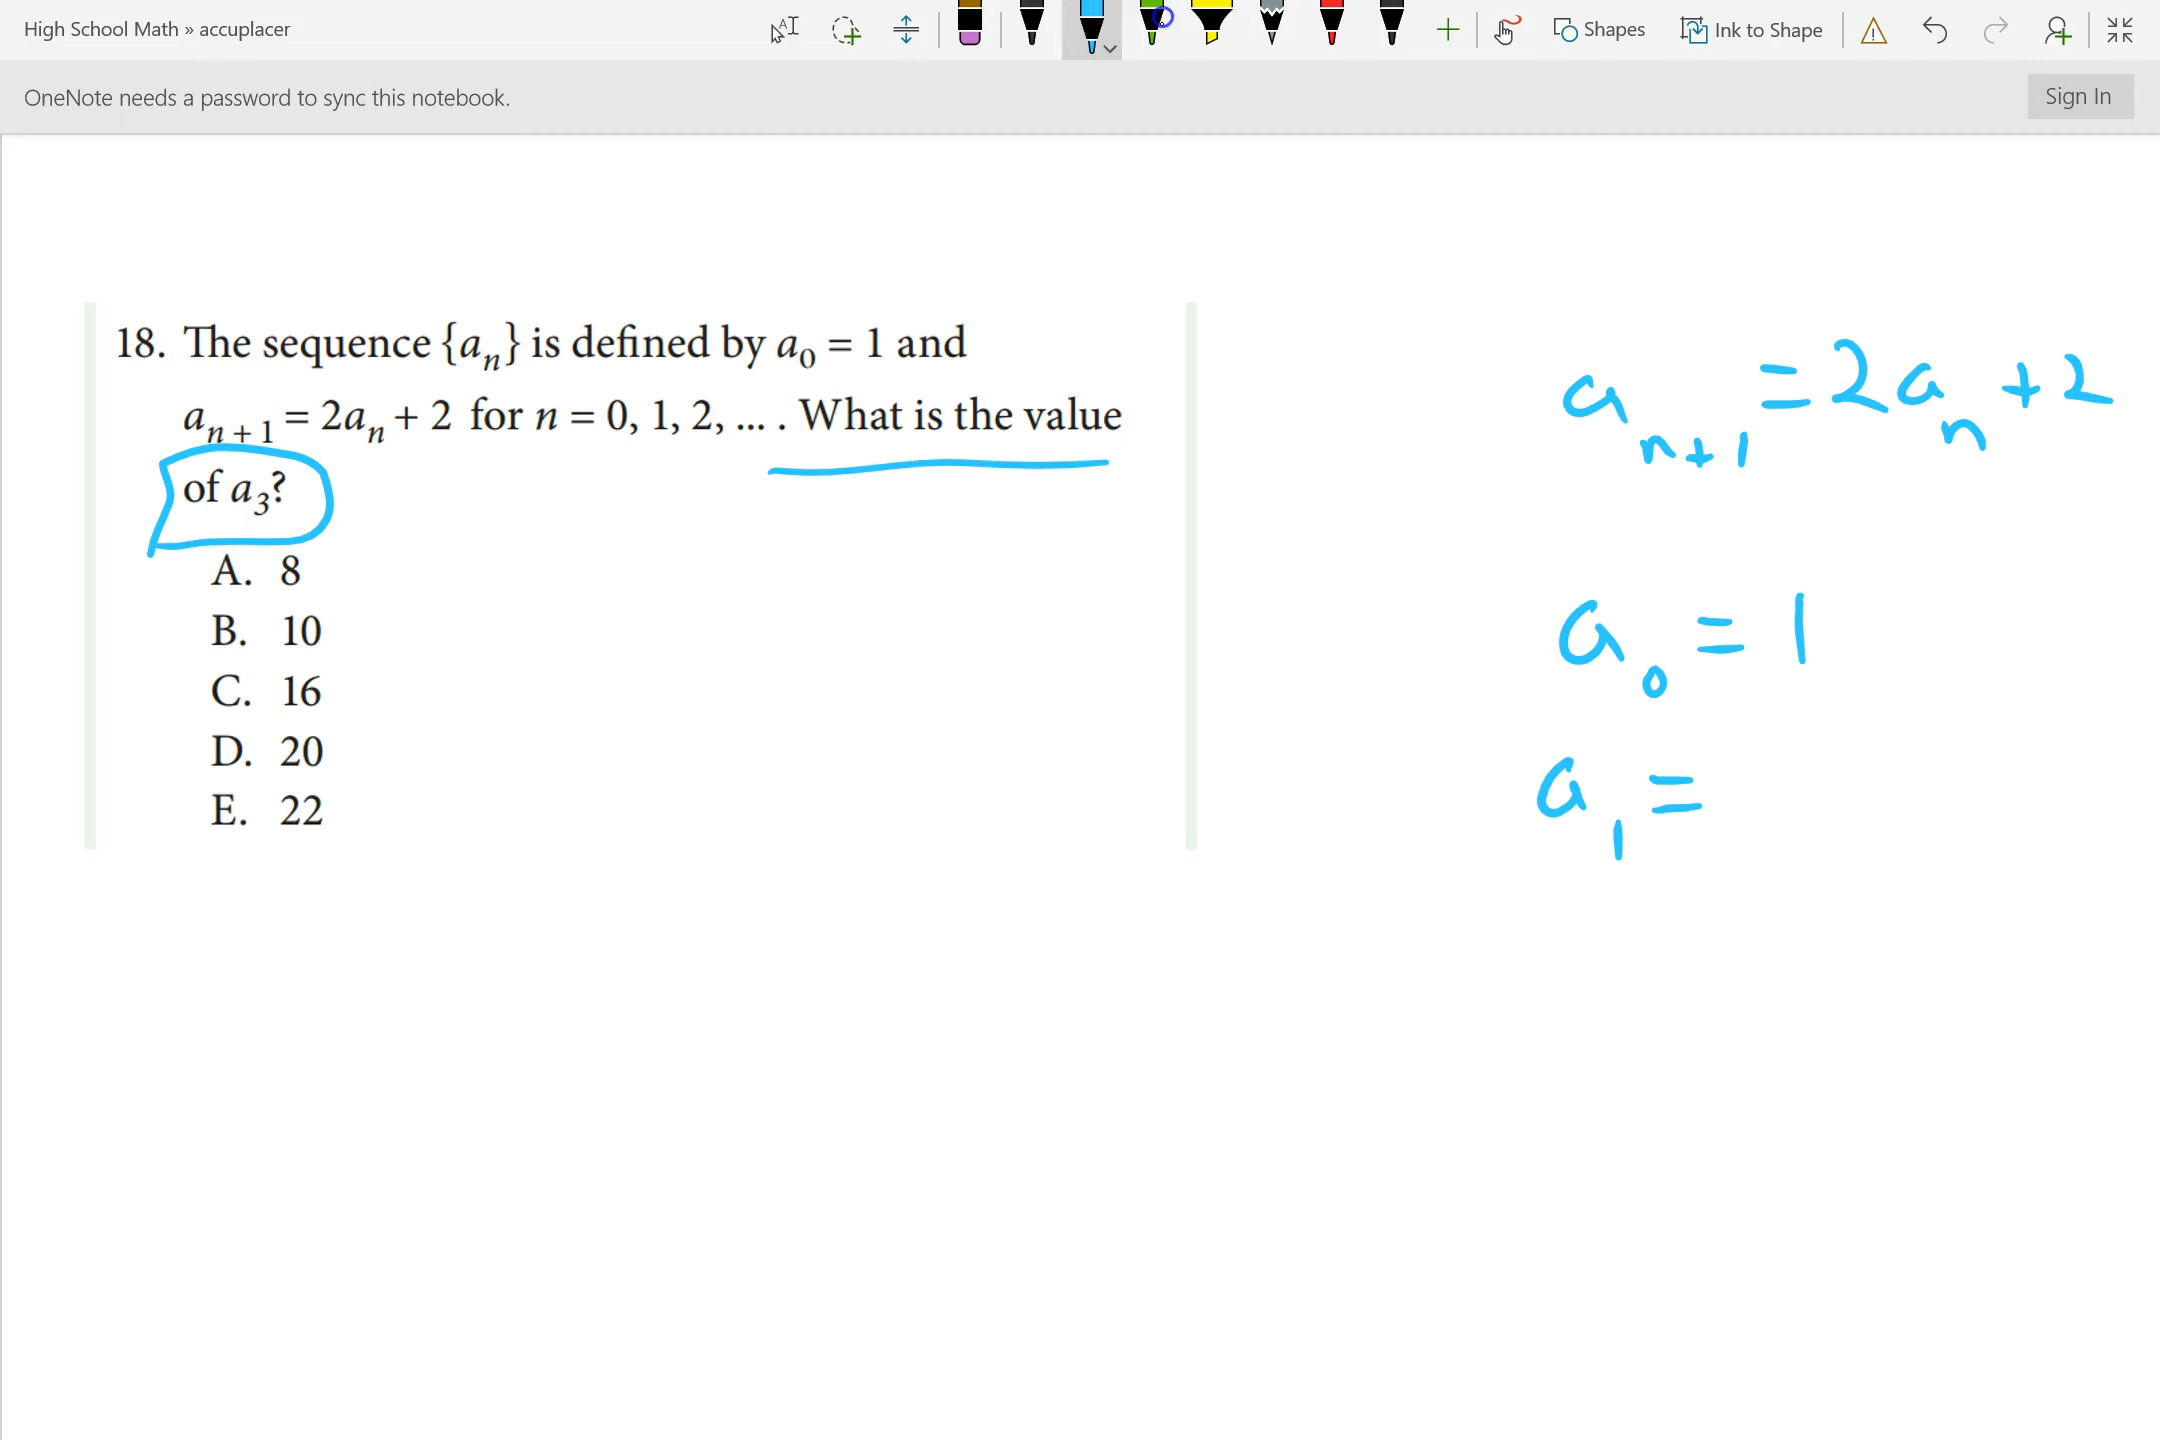 High School Math » accuplacer
Shapes
Ink to Shape
OneNote needs a password to sync this notebook.
Sign In
18. The sequence {aₙ} is defined by a₀ = 1 and
aₙ₊₁ = 2aₙ + 2 for n = 0, 1, 2, ... . What is the value
of a₃?
A. 8
B. 10
C. 16
D. 20
E. 22
aₙ₊₁ = 2aₙ + 2
a₀ = 1
a₁ =